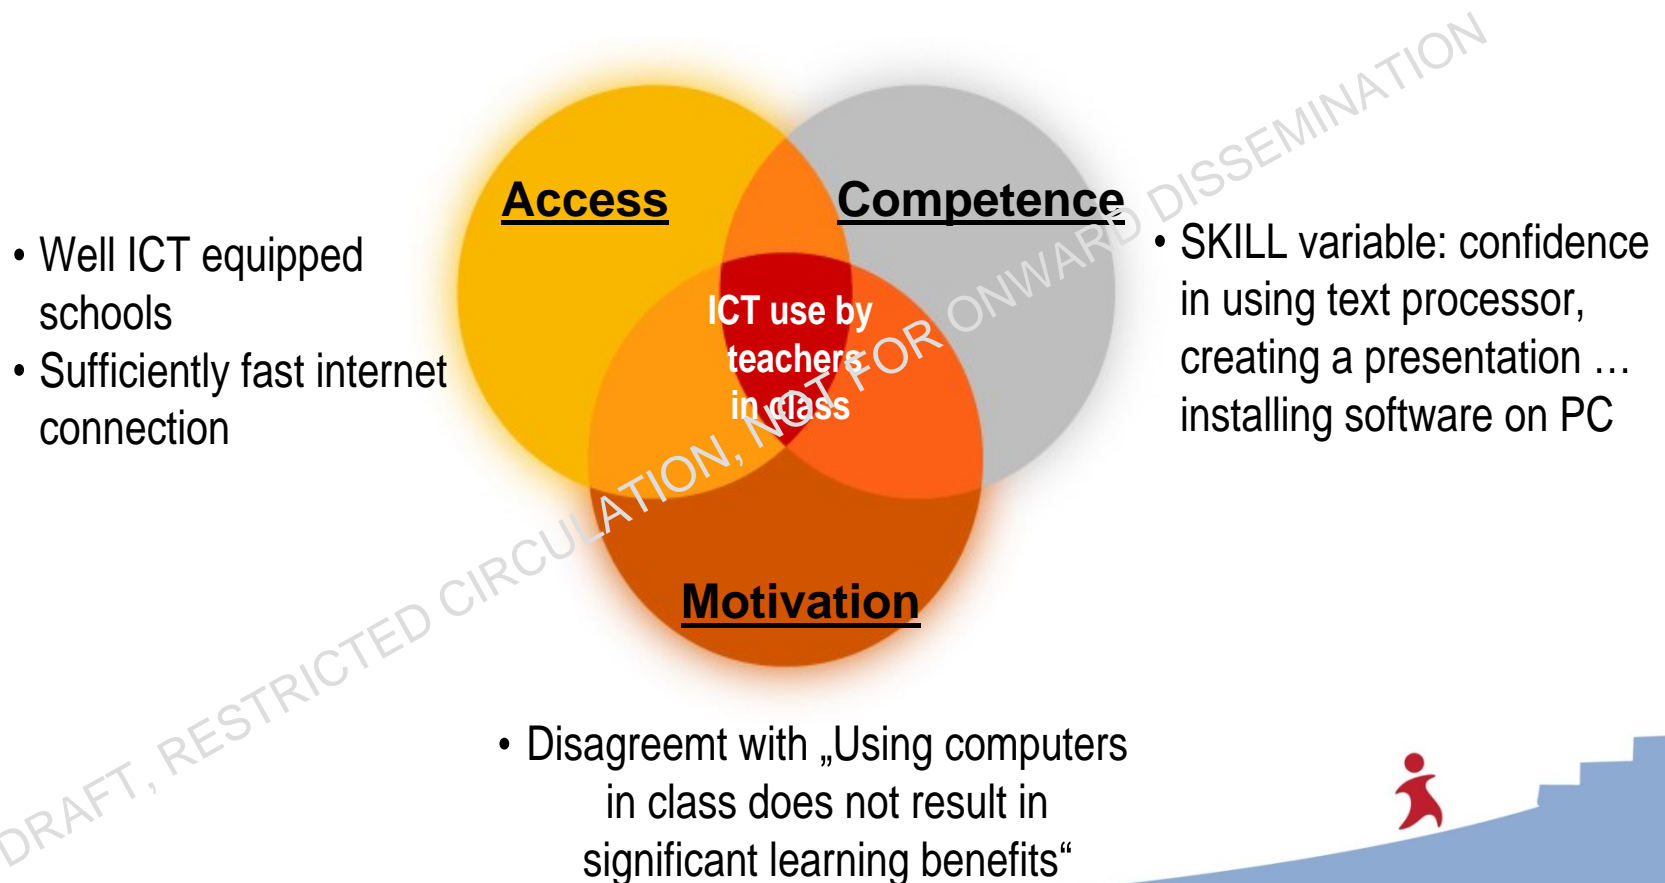 Access
Competence
• Well ICT equipped
schools
• Sufficiently fast internet
connection
ICT use by
teachers
in class
• SKILL variable: confidence
in using text processor,
creating a presentation …
installing software on PC
Motivation
• Disagreemt with „Using computers
in class does not result in
significant learning benefits“
DRAFT, RESTRICTED CIRCULATION, NOT FOR ONWARD DISSEMINATION